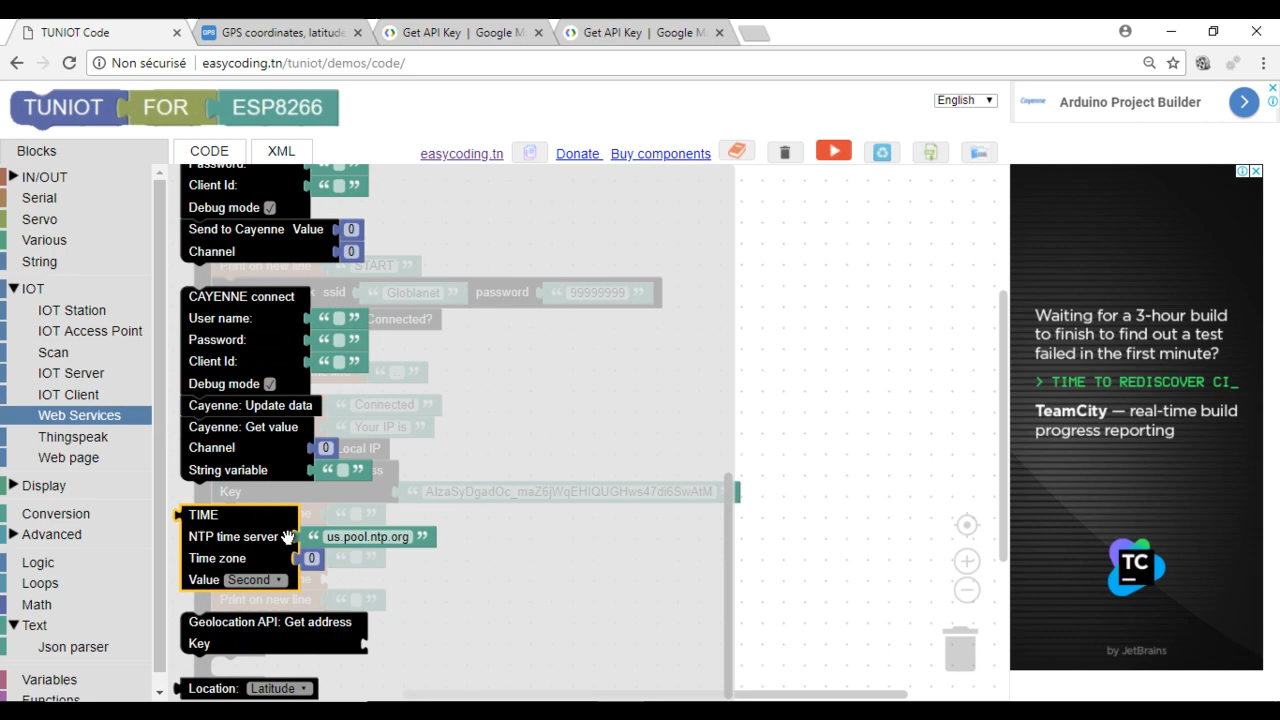 TUNIOT Code
GPS coordinates, latitude
Get API Key | Google M
Get API Key | Google M
Non sécurisé
easycoding.tn/tuniot/demos/code/
TUNIOT FOR ESP8266
English
Cayenne
Arduino Project Builder
Blocks
CODE
XML
easycoding.tn
Donate
Buy components
IN/OUT
Serial
Servo
Various
String
IOT
IOT Station
IOT Access Point
Scan
IOT Server
IOT Client
Web Services
Thingspeak
Web page
Display
Conversion
Advanced
Logic
Loops
Math
Text
Json parser
Variables
Functions
Password:
Client Id:
Debug mode
Send to Cayenne Value 0
Channel 0
Print on new line START
ssid Globlanet password 99999999
CAYENNE connect
User name:
Connected?
Password:
Client Id:
Debug mode
Cayenne: Update data
Connected
Cayenne: Get value
Your IP is
Channel 0
Local IP
String variable
Key AIzaSyDgadOc_maZ6jWqEHIQUGHws47di6SwAtM
TIME
NTP time server us.pool.ntp.org
Time zone 0
Value Second
Print on new line
Geolocation API: Get address
Key
Location: Latitude
Waiting for a 3-hour build
to finish to find out a test
failed in the first minute?
> TIME TO REDISCOVER CI_
TeamCity — real-time build
progress reporting
TC
by JetBrains